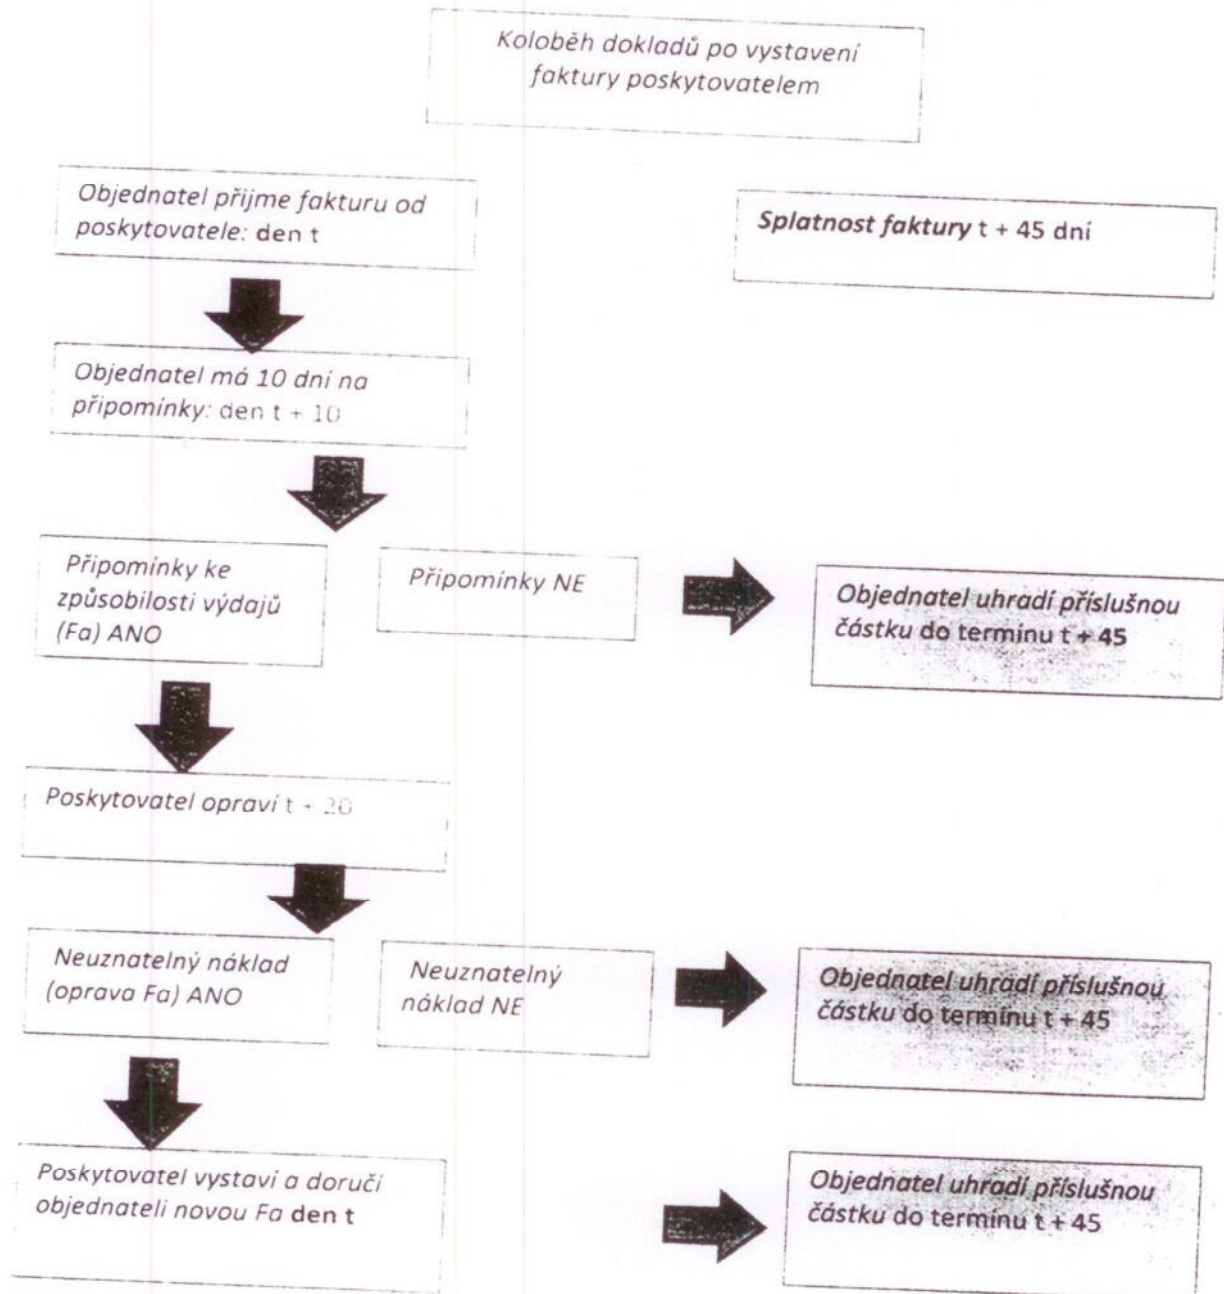 Koloběh dokladů po vystavení
faktury poskytovatelem
Objednatel přijme fakturu od
poskytovatele: den t
Splatnost faktury t + 45 dní
Objednatel má 10 dní na
připomínky: den t + 10
Připomínky ke
způsobilosti výdajů
(Fa) ANO
Připomínky NE
Objednatel uhradí příslušnou
částku do termínu t + 45
Poskytovatel opraví t + 20
Neuznatelný náklad
(oprava Fa) ANO
Neuznatelný
náklad NE
Objednatel uhradí příslušnou
částku do termínu t + 45
Poskytovatel vystaví a doručí
objednateli novou Fa den t
Objednatel uhradí příslušnou
částku do termínu t + 45